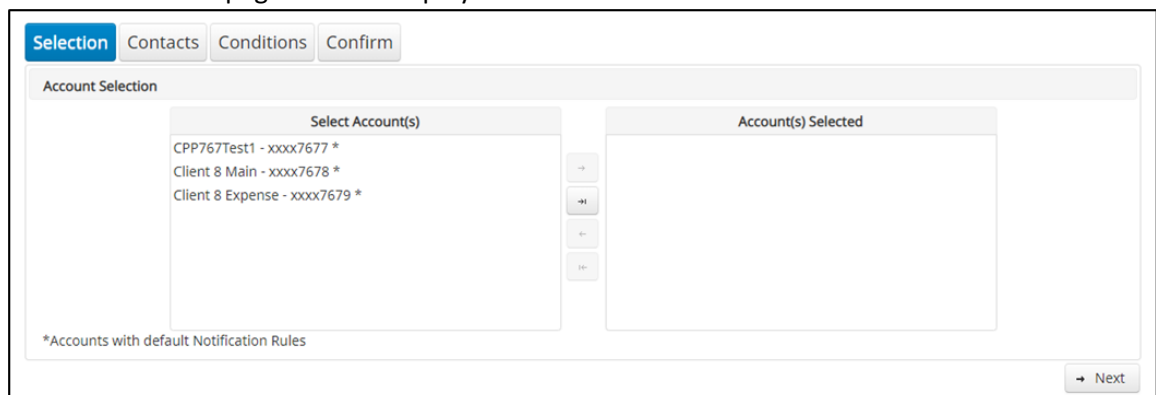 Selection Contacts Conditions Confirm
Account Selection
Select Account(s)
Account(s) Selected
CPP767Test1 - xxxx7677 *
Client 8 Main - xxxx7678 *
Client 8 Expense - xxxx7679 *
*Accounts with default Notification Rules
Next